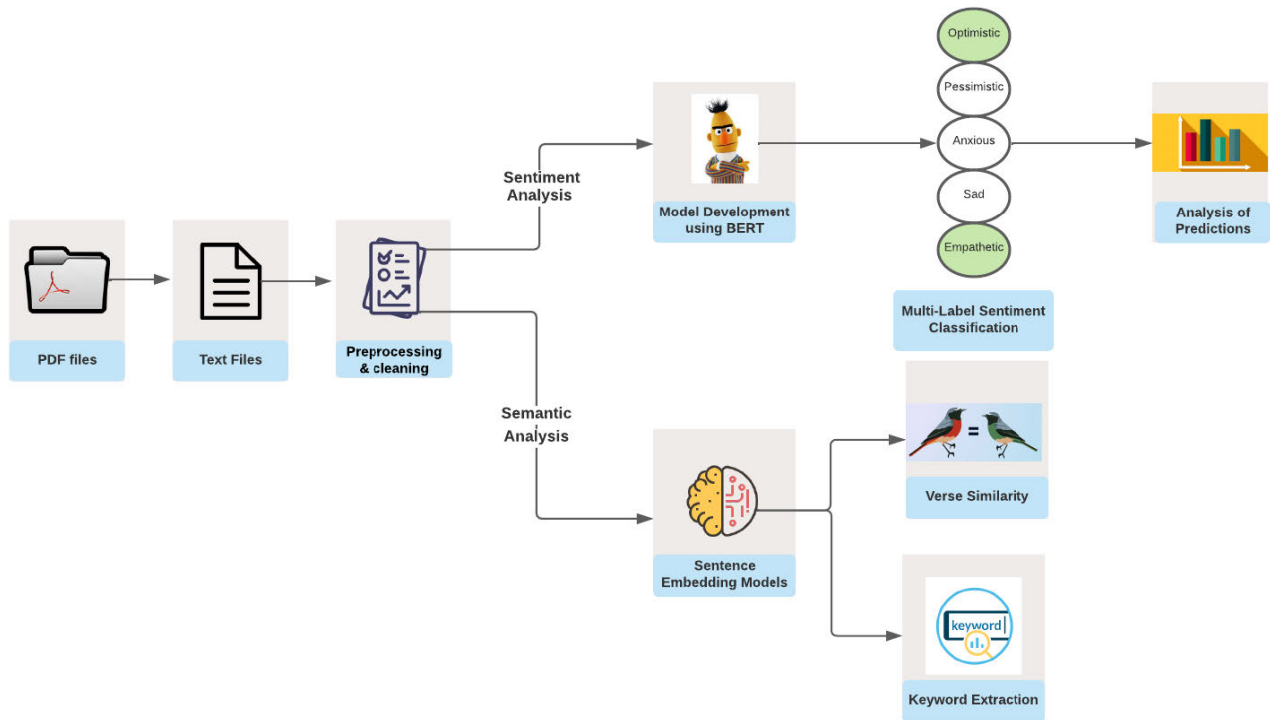 PDF files
Text Files
Preprocessing
& cleaning
Sentiment
Analysis
Model Development
using BERT
Optimistic
Pessimistic
Anxious
Sad
Empathetic
Multi-Label Sentiment
Classification
Analysis of
Predictions
Semantic
Analysis
Sentence
Embedding Models
=
Verse Similarity
keyword
Keyword Extraction